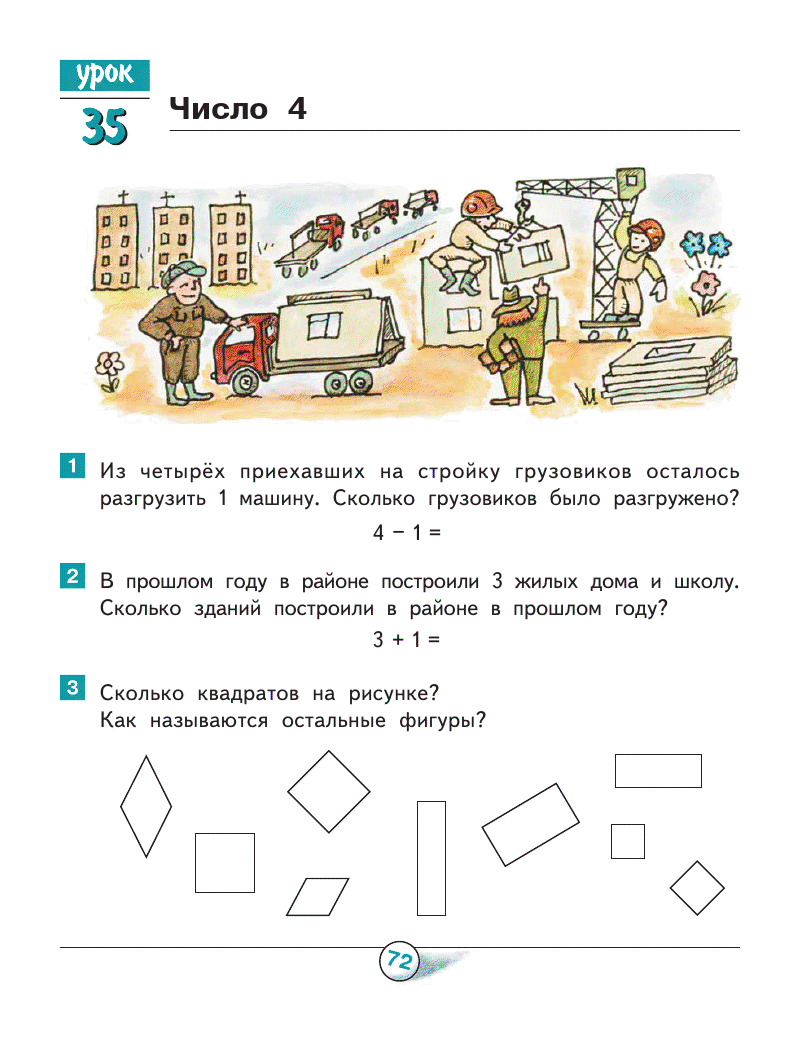 урок
35
Число 4
1 Из четырёх приехавших на стройку грузовиков осталось
разгрузить 1 машину. Сколько грузовиков было разгружено?
4 − 1 =
2 В прошлом году в районе построили 3 жилых дома и школу.
Сколько зданий построили в районе в прошлом году?
3 + 1 =
3 Сколько квадратов на рисунке?
Как называются остальные фигуры?
72